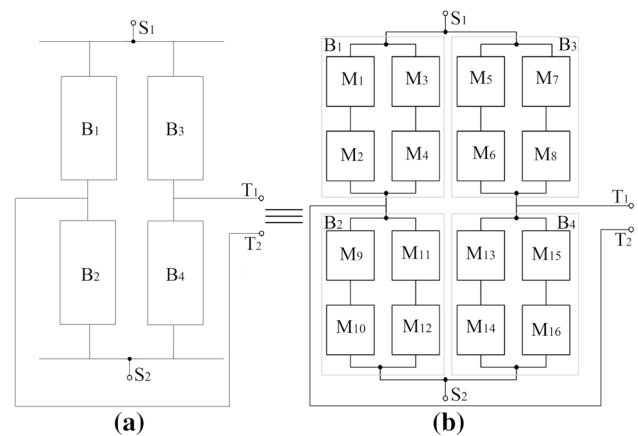 S1
B1 B3
T1
T2
B2 B4
S2
(a)
S1
B1 B3
M1 M3 M5 M7
M2 M4 M6 M8
T1
B2 B4
T2
M9 M11 M13 M15
M10 M12 M14 M16
S2
(b)